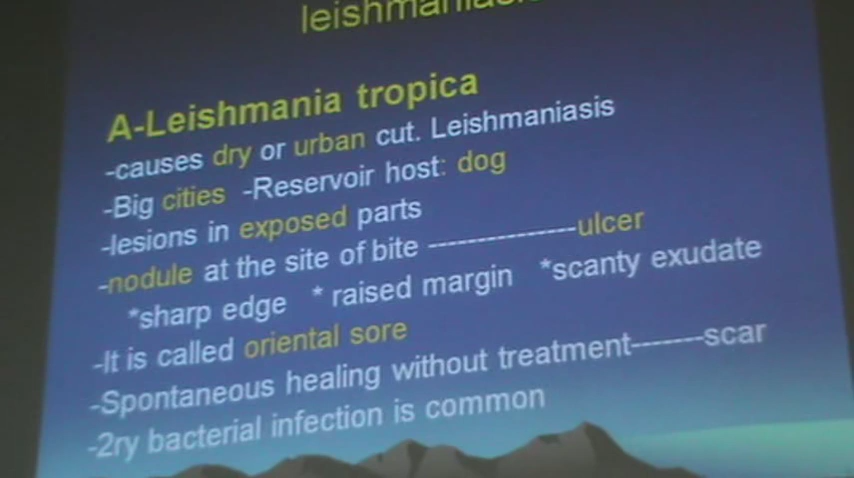 leishmaniasis
A-Leishmania tropica
-causes dry or urban cut. Leishmaniasis
-Big cities -Reservoir host: dog
-lesions in exposed parts
-nodule at the site of bite ---------------ulcer
*sharp edge * raised margin *scanty exudate
-It is called oriental sore
-Spontaneous healing without treatment-------scar
-2ry bacterial infection is common